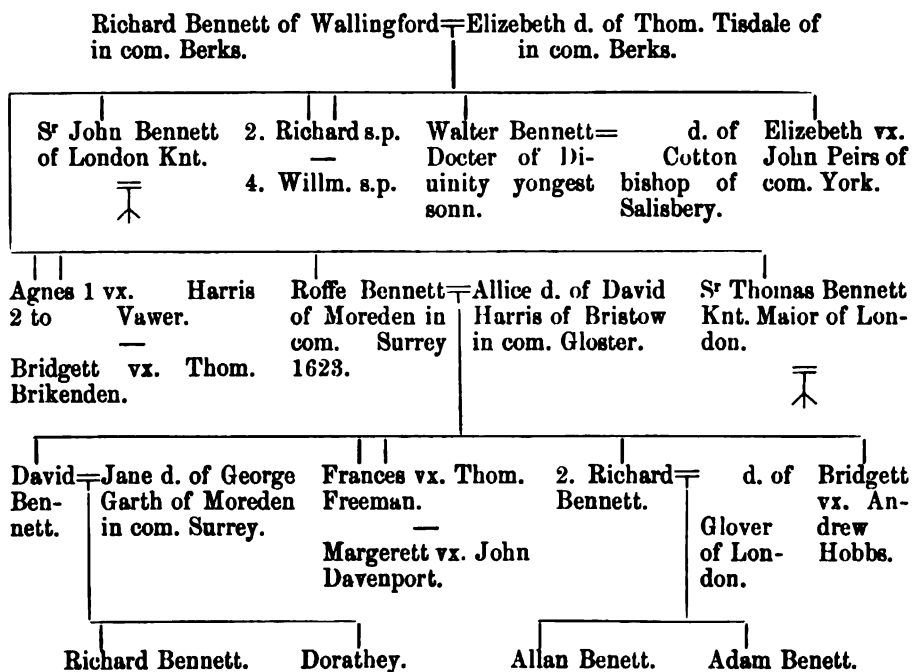 Richard Bennett of Wallingford=Elizebeth d. of Thom. Tisdale of
in com. Berks. in com. Berks.
Sr John Bennett
of London Knt.
2. Richard s.p.
—
4. Willm. s.p.
Walter Bennett= d. of
Docter of Di- Cotton
uinity yongest bishop of
sonn. Salisbery.
Elizebeth vx.
John Peirs of
com. York.
Agnes 1 vx. Harris
2 to Vawer.
—
Bridgett vx. Thom.
Brikenden.
Roffe Bennett=Allice d. of David
of Moreden in Harris of Bristow
com. Surrey in com. Gloster.
1623.
Sr Thomas Bennett
Knt. Maior of Lon-
don.
David=Jane d. of George
Ben- Garth of Moreden
nett. in com. Surrey.
Frances vx. Thom.
Freeman.
—
Margerett vx. John
Davenport.
2. Richard= d. of
Bennett.
Glover
of Lon-
don.
Bridgett
vx. An-
drew
Hobbs.
Richard Bennett. Dorathey. Allan Benett. Adam Benett.